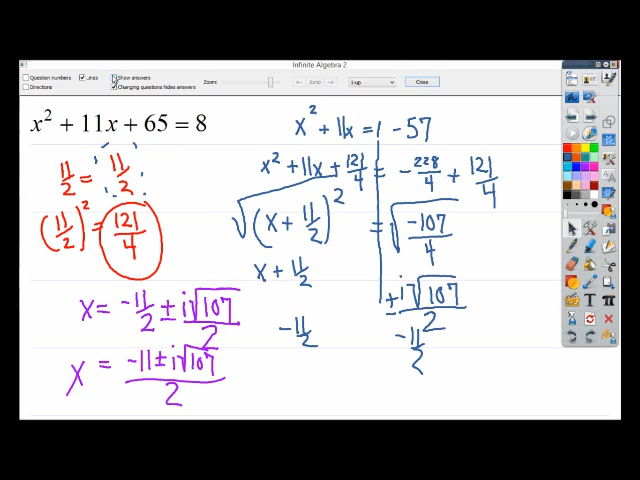 Infinite Algebra 2
Question numbers Lines Show answers
Directions Changing questions hides answers
Zoom: Jump 1-up Close
x² + 11x + 65 = 8
11/2 = 11/2
(11/2)² = 121/4
x = -11/2 ± i√107/2
x = -11 ± i√107/2
x² + 11x = -57
x² + 11x + 121/4 = -228/4 + 121/4
√(x + 11/2)² = √-107/4
x + 11/2 ± i√107/2
-11/2 -11/2